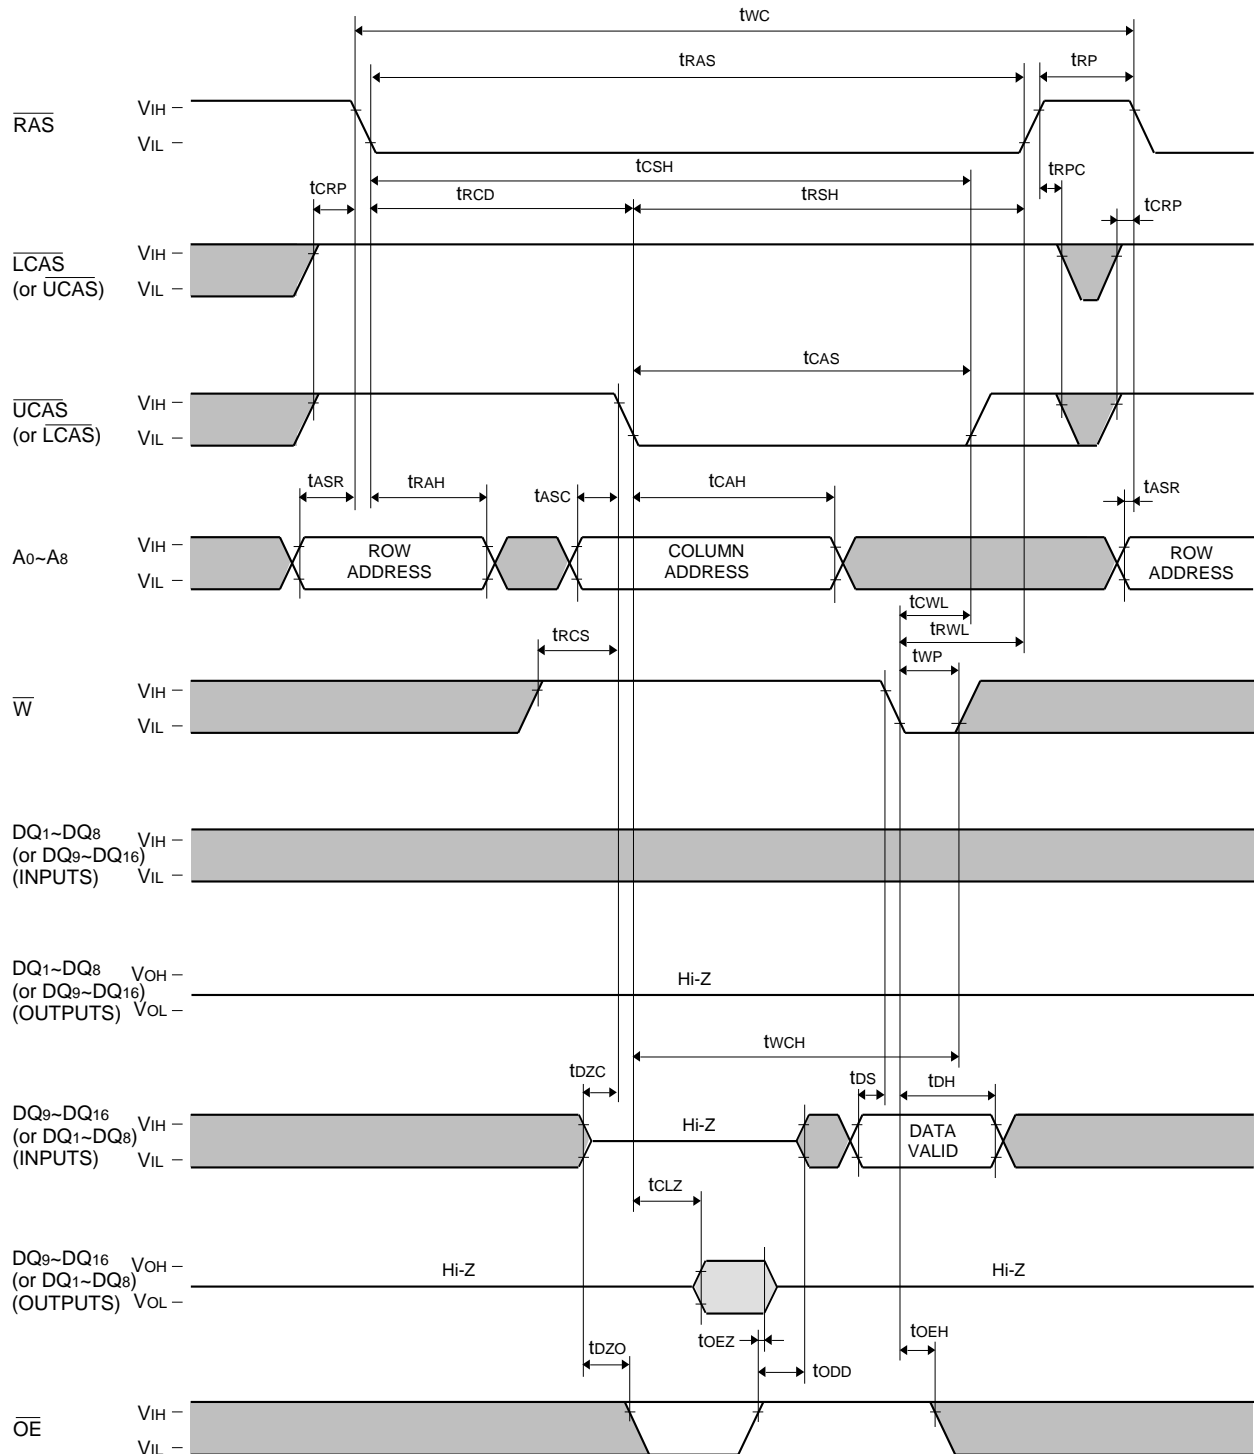 tWC
tRAS
tRP
RAS
VIH
VIL
tCSH
tRPC
tCRP
tRCD
tRSH
tCRP
LCAS
(or UCAS)
VIH
VIL
tCAS
UCAS
(or LCAS)
VIH
VIL
tASR
tRAH
tASC
tCAH
tASR
A0~A8
VIH
VIL
ROW
ADDRESS
COLUMN
ADDRESS
ROW
ADDRESS
tCWL
tRCS
tRWL
tWP
W
VIH
VIL
DQ1~DQ8
(or DQ9~DQ16)
(INPUTS)
VIH
VIL
DQ1~DQ8
(or DQ9~DQ16)
(OUTPUTS)
VOH
VOL
Hi-Z
tWCH
tDZC
tDS
tDH
DQ9~DQ16
(or DQ1~DQ8)
(INPUTS)
VIH
VIL
Hi-Z
DATA
VALID
tCLZ
DQ9~DQ16
(or DQ1~DQ8)
(OUTPUTS)
VOH
VOL
Hi-Z
Hi-Z
tDZO
tOEZ
tODD
tOEH
OE
VIH
VIL